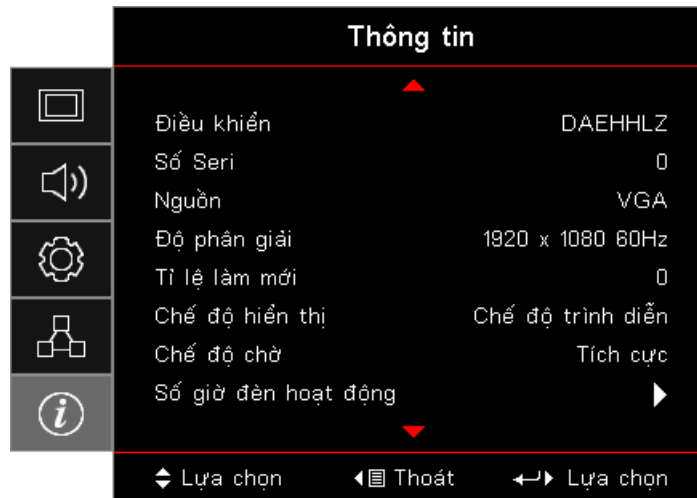 Thông tin
Điều khiển DAEHHLZ
Số Seri 0
Nguồn VGA
Độ phân giải 1920 x 1080 60Hz
Tỉ lệ làm mới 0
Chế độ hiển thị Chế độ trình diễn
Chế độ chờ Tích cực
Số giờ đèn hoạt động
Lựa chọn Thoát Lựa chọn